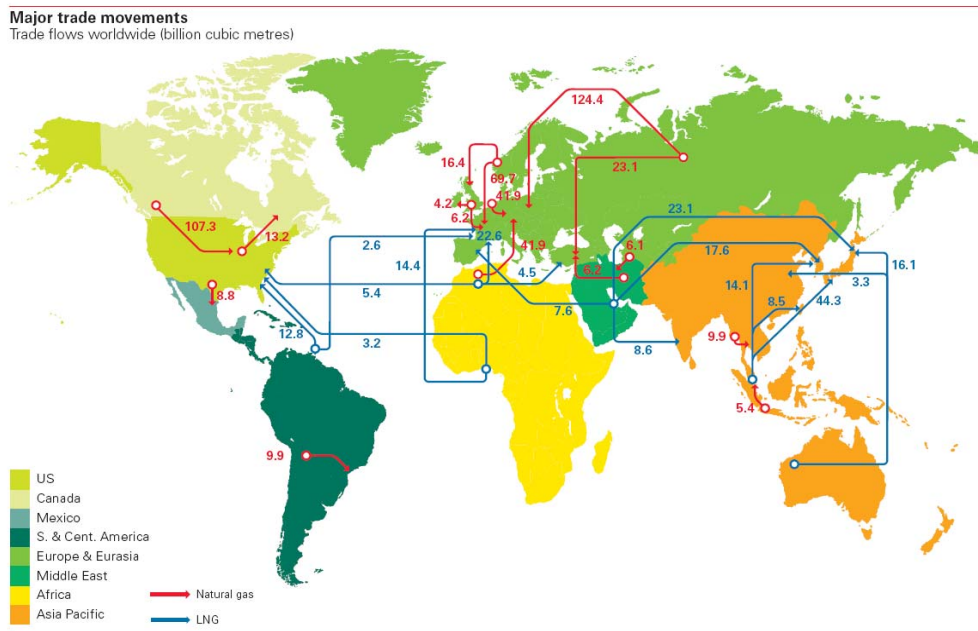 Major trade movements
Trade flows worldwide (billion cubic metres)
124.4
16.4
23.1
69.7
41.9
4.2
6.2
107.3
13.2
2.6
22.6
41.9
23.1
6.1
17.6
16.1
14.4
4.5
6.2
14.1
3.3
5.4
8.8
7.6
8.5
44.3
12.8
3.2
8.6
9.9
5.4
9.9
US
Canada
Mexico
S. & Cent. America
Europe & Eurasia
Middle East
Africa
Asia Pacific
Natural gas
LNG